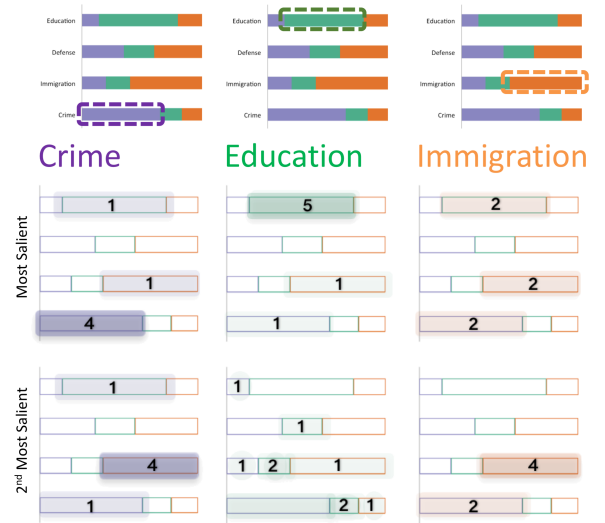 Education Education Education
Defense Defense Defense
Immigration Immigration Immigration
Crime Crime Crime
Crime Education Immigration
Most Salient
1 5 2
1 1 2
4 1 2
2nd Most Salient
1 1
1
4 1 2 1 4
1 2 1 2